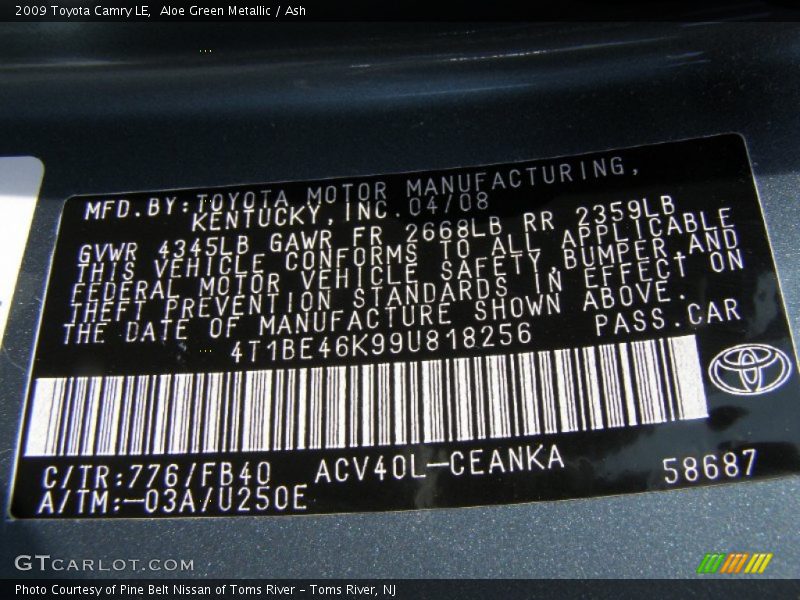 2009 Toyota Camry LE,  Aloe Green Metallic / Ash
MFD.BY:TOYOTA MOTOR MANUFACTURING,
KENTUCKY,INC.04/08
GVWR 4345LB GAWR FR 2668LB RR 2359LB
THIS VEHICLE CONFORMS TO ALL APPLICABLE
FEDERAL MOTOR VEHICLE SAFETY,BUMPER,AND
THEFT PREVENTION STANDARDS IN EFFECT ON
THE DATE OF MANUFACTURE SHOWN ABOVE.
4T1BE46K99U818256 PASS.CAR
C/TR:776/FB40 ACV40L-CEANKA 58687
A/TM:-03A/U250E
GTCARLOT.COM
Photo Courtesy of Pine Belt Nissan of Toms River - Toms River, NJ